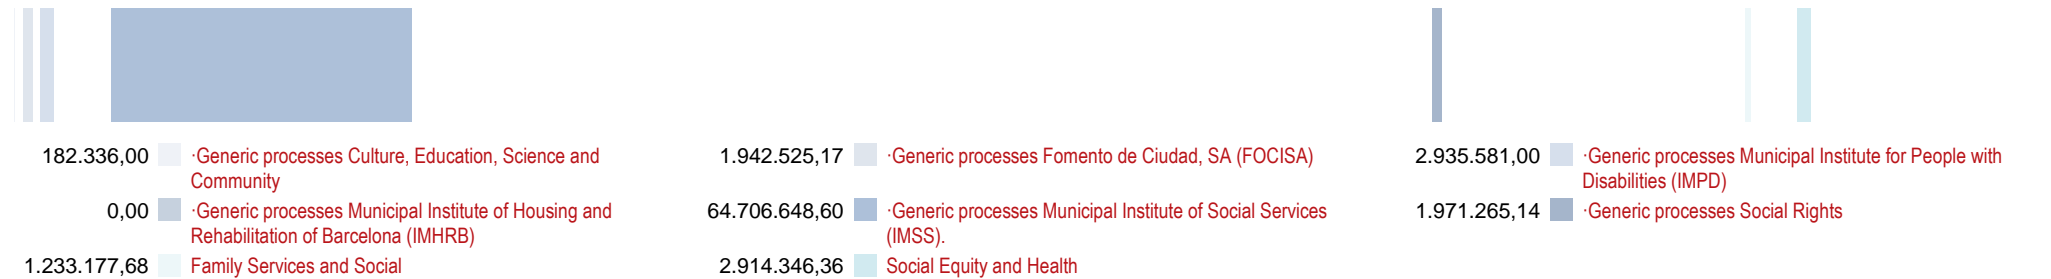 182.336,00 ·Generic processes Culture, Education, Science and
Community
1.942.525,17 ·Generic processes Fomento de Ciudad, SA (FOCISA)
2.935.581,00 ·Generic processes Municipal Institute for People with
Disabilities (IMPD)
0,00 ·Generic processes Municipal Institute of Housing and
Rehabilitation of Barcelona (IMHRB)
64.706.648,60 ·Generic processes Municipal Institute of Social Services
(IMSS).
1.971.265,14 ·Generic processes Social Rights
1.233.177,68 Family Services and Social
2.914.346,36 Social Equity and Health